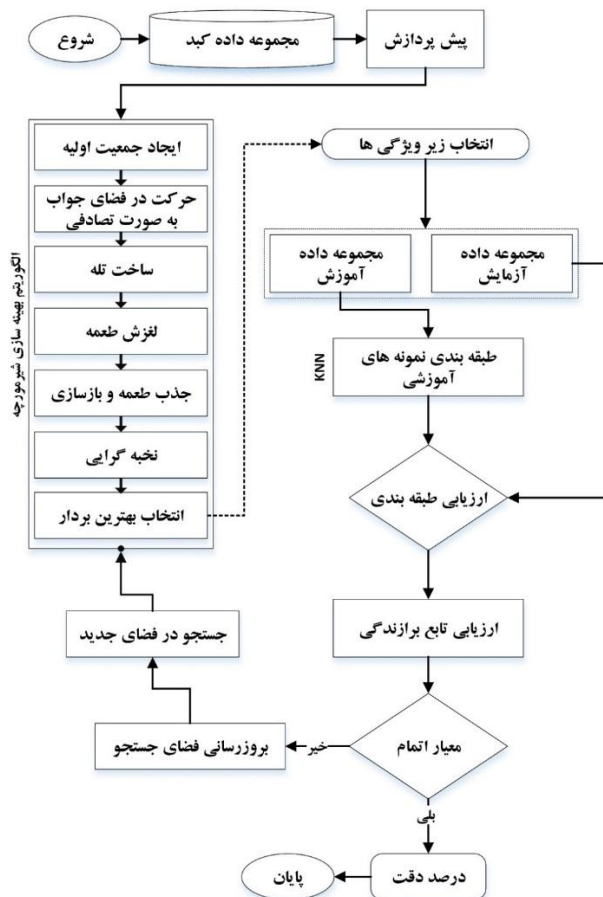 شروع
مجموعه داده کبد
پیش پردازش
ایجاد جمعیت اولیه
حرکت در فضای جواب
به صورت تصادفی
ساخت تله
لغزش طعمه
جذب طعمه و بازسازی
نخبه گرایی
انتخاب بهترین بردار
الگوریتم بهینه سازی شیرمورچه
انتخاب زیر ویژگی ها
مجموعه داده
آزمایش
مجموعه داده
آموزش
طبقه بندی نمونه های
آموزشی
KNN
ارزیابی طبقه بندی
ارزیابی تابع برازندگی
معیار اتمام
خیر
بروزرسانی فضای جستجو
جستجو در فضای جدید
بلی
درصد دقت
پایان